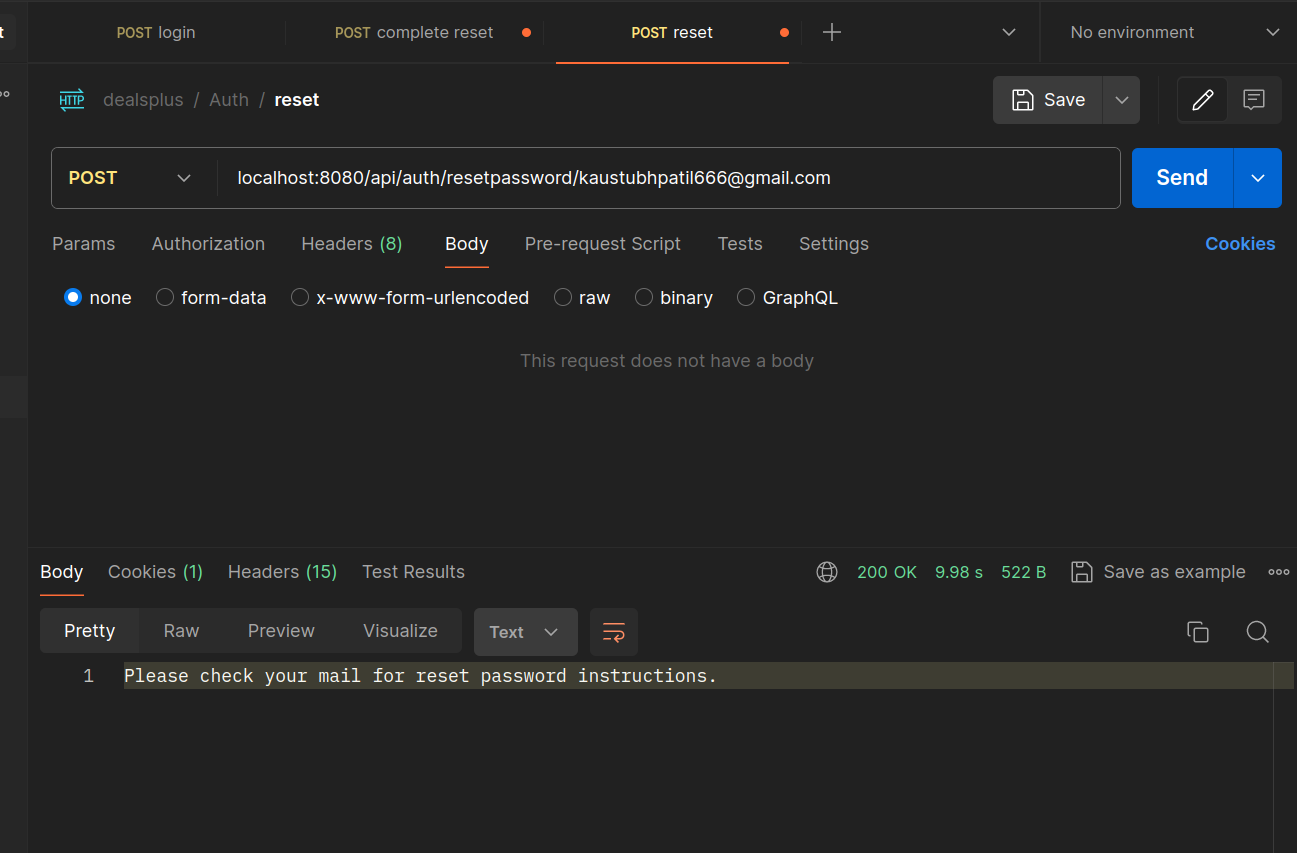 t POST login POST complete reset POST reset No environment
HTTP dealsplus / Auth / reset Save
POST localhost:8080/api/auth/resetpassword/kaustubhpatil666@gmail.com Send
Params Authorization Headers (8) Body Pre-request Script Tests Settings Cookies
none form-data x-www-form-urlencoded raw binary GraphQL
This request does not have a body
Body Cookies (1) Headers (15) Test Results 200 OK 9.98 s 522 B Save as example
Pretty Raw Preview Visualize Text
1 Please check your mail for reset password instructions.